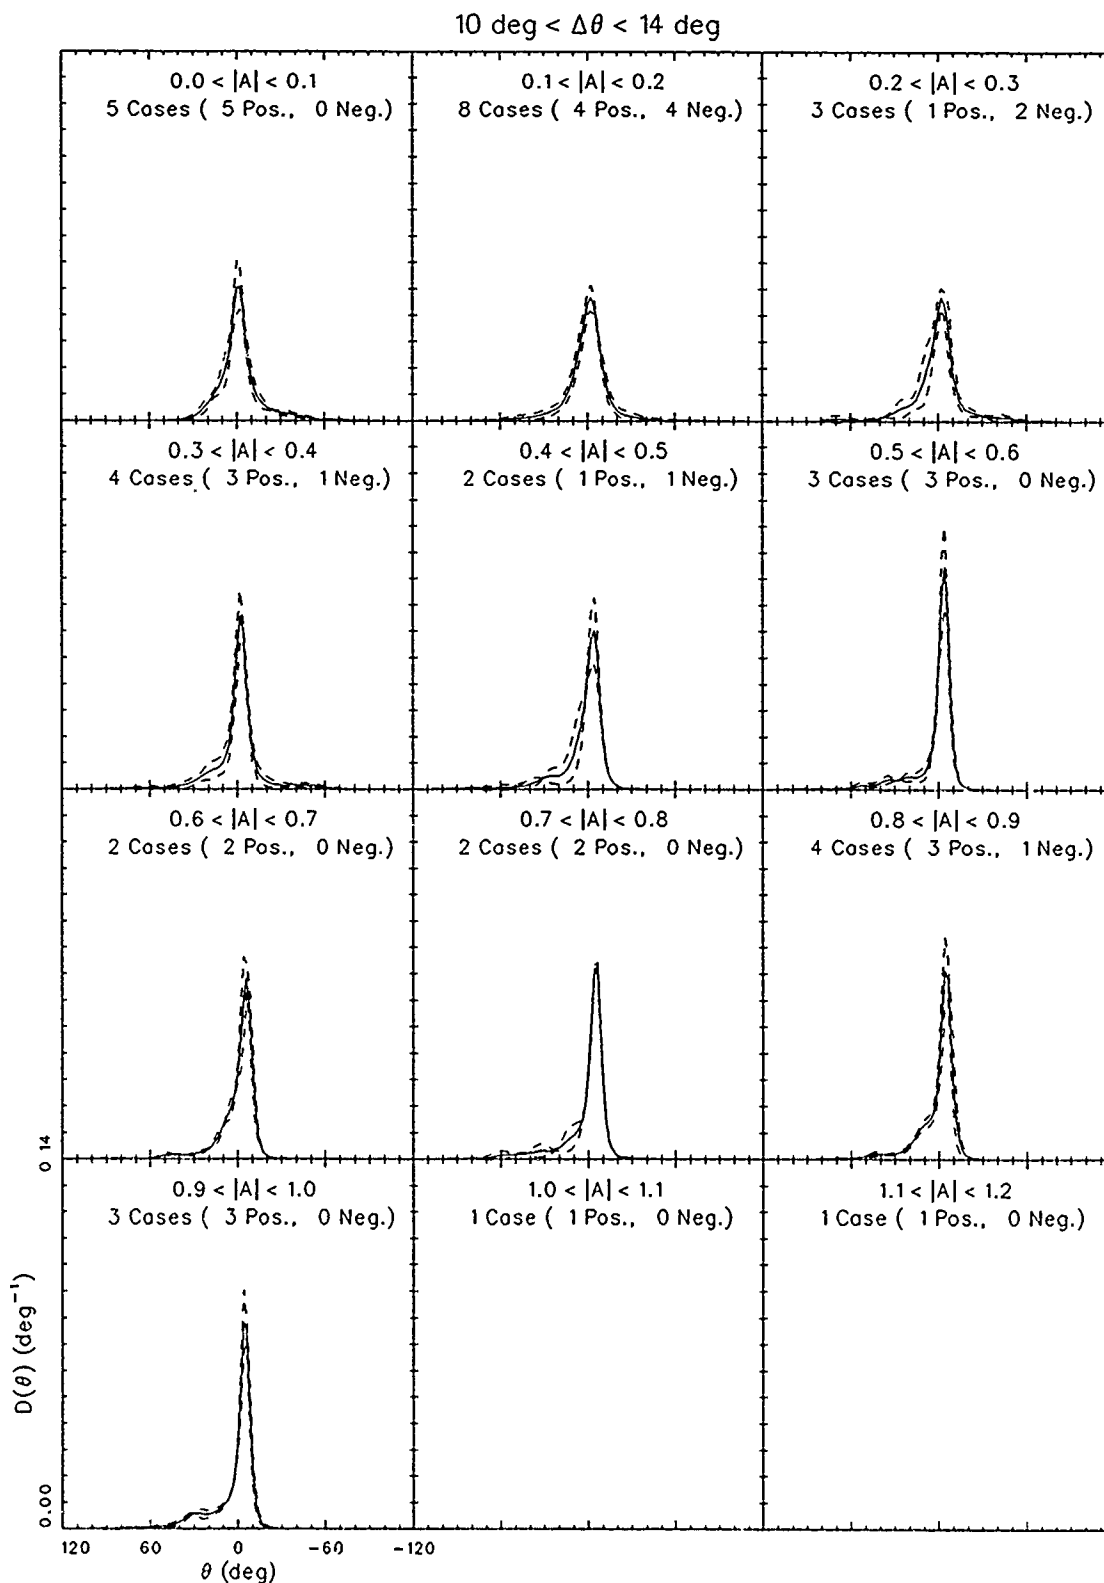 10 deg < Δθ < 14 deg
0.0 < |A| < 0.1
5 Cases ( 5 Pos., 0 Neg.)
0.1 < |A| < 0.2
8 Cases ( 4 Pos., 4 Neg.)
0.2 < |A| < 0.3
3 Cases ( 1 Pos., 2 Neg.)
0.3 < |A| < 0.4
4 Cases ( 3 Pos., 1 Neg.)
0.4 < |A| < 0.5
2 Cases ( 1 Pos., 1 Neg.)
0.5 < |A| < 0.6
3 Cases ( 3 Pos., 0 Neg.)
0.6 < |A| < 0.7
2 Cases ( 2 Pos., 0 Neg.)
0.7 < |A| < 0.8
2 Cases ( 2 Pos., 0 Neg.)
0.8 < |A| < 0.9
4 Cases ( 3 Pos., 1 Neg.)
0.9 < |A| < 1.0
3 Cases ( 3 Pos., 0 Neg.)
1.0 < |A| < 1.1
1 Case ( 1 Pos., 0 Neg.)
1.1 < |A| < 1.2
1 Case ( 1 Pos., 0 Neg.)
0.14
D(θ) (deg⁻¹)
0.00
120 60 0 -60 -120
θ (deg)